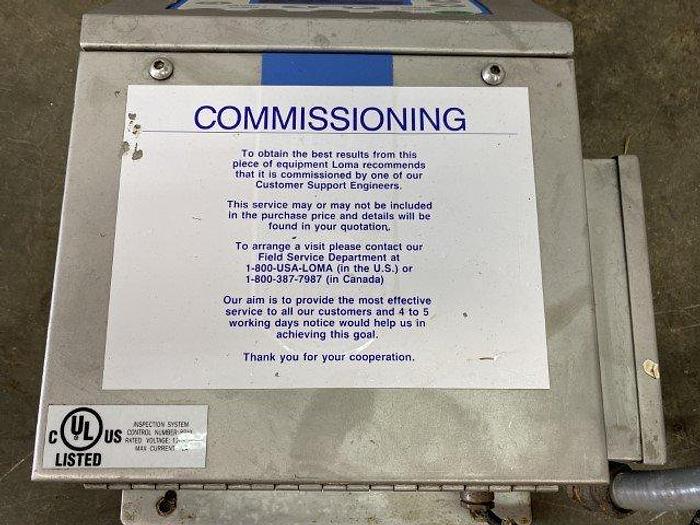 COMMISSIONING
To obtain the best results from this
piece of equipment Loma recommends
that it is commissioned by one of our
Customer Support Engineers.
This service may or may not be included
in the purchase price and details will be
found in your quotation.
To arrange a visit please contact our
Field Service Department at
1-800-USA-LOMA (in the U.S.) or
1-800-387-7987 (in Canada)
Our aim is to provide the most effective
service to all our customers and 4 to 5
working days notice would help us in
achieving this goal.
Thank you for your cooperation.
C UL US
LISTED
INSPECTION SYSTEM
CONTROL NUMBER
RATED VOLTAGE:
MAX CURRENT